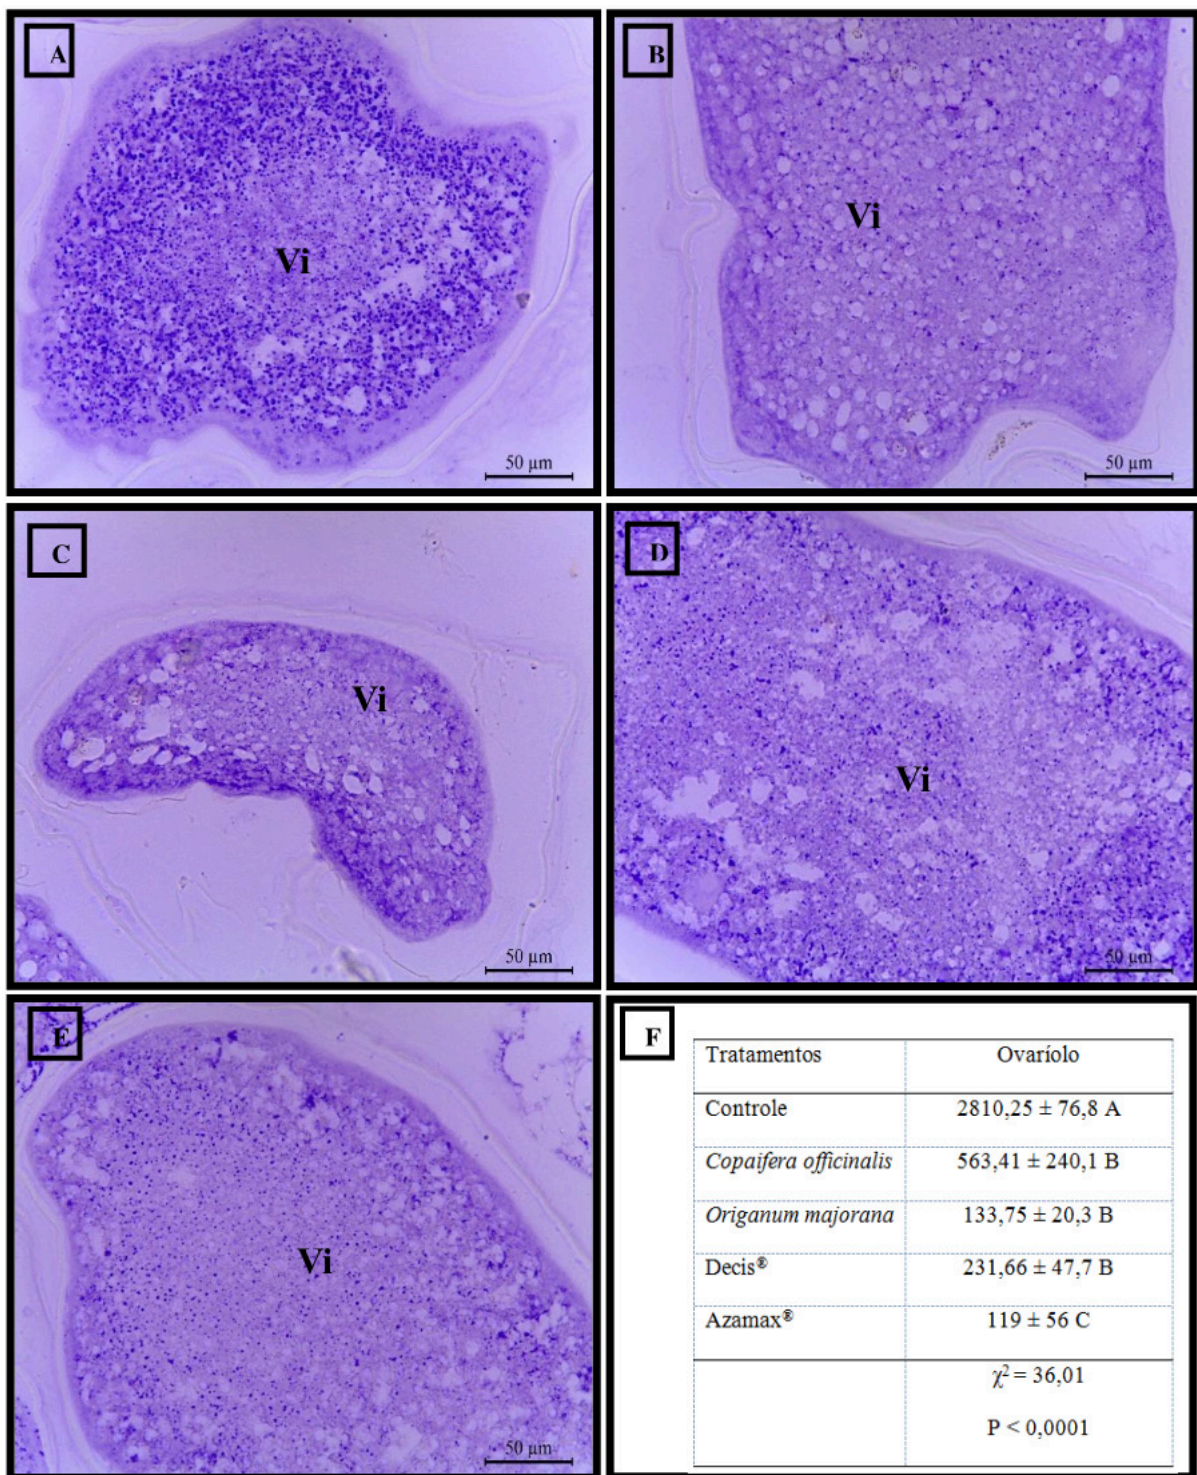 A
Vi
50 µm
B
Vi
50 µm
C
Vi
50 µm
D
Vi
50 µm
E
Vi
50 µm
F
Tratamentos Ovaríolo
Controle 2810,25 ± 76,8 A
Copaifera officinalis 563,41 ± 240,1 B
Origanum majorana 133,75 ± 20,3 B
Decis® 231,66 ± 47,7 B
Azamax® 119 ± 56 C
χ² = 36,01
P < 0,0001